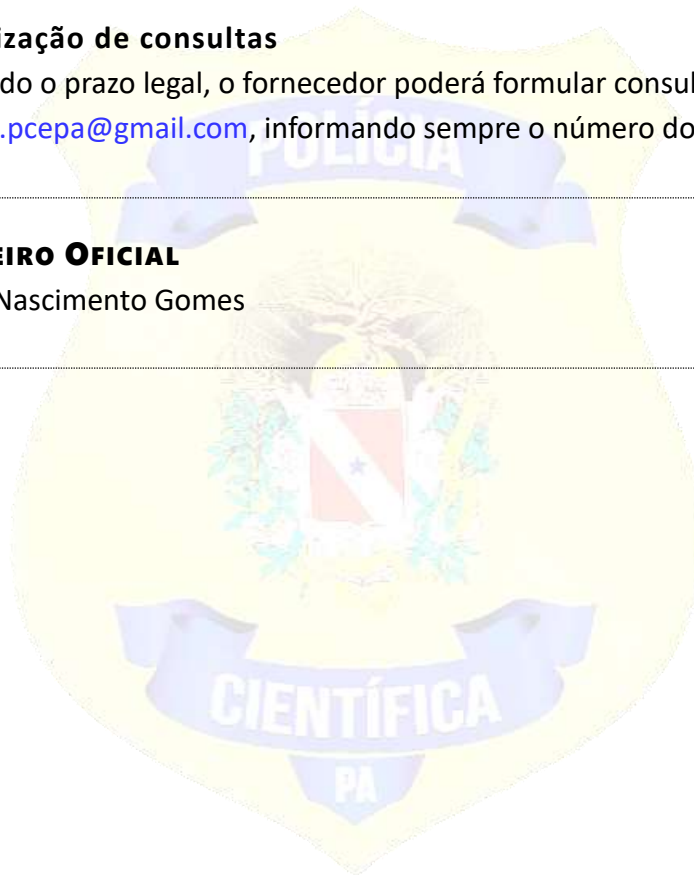 ização de consultas
do o prazo legal, o fornecedor poderá formular consul
.pcepa@gmail.com, informando sempre o número do
EIRO OFICIAL
Nascimento Gomes
POLÍCIA
CIENTÍFICA
PA